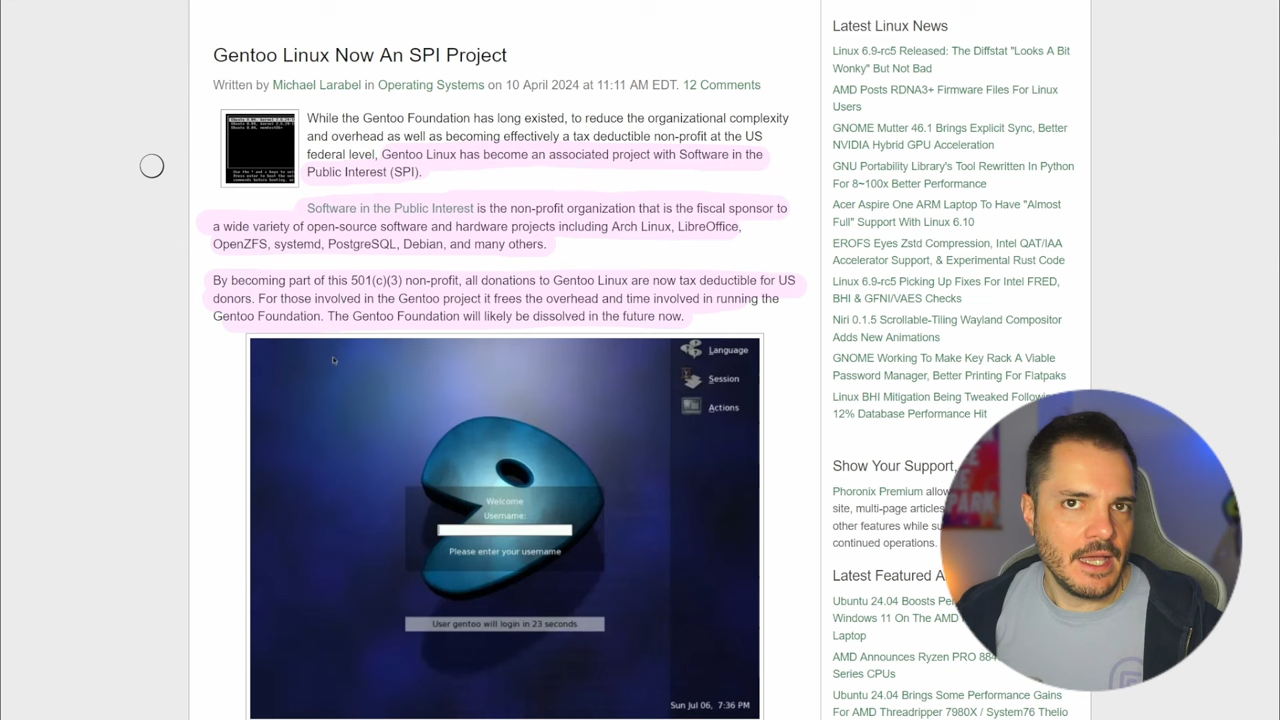 Gentoo Linux Now An SPI Project
Written by Michael Larabel in Operating Systems on 10 April 2024 at 11:11 AM EDT. 12 Comments
While the Gentoo Foundation has long existed, to reduce the organizational complexity
and overhead as well as becoming effectively a tax deductible non-profit at the US
federal level, Gentoo Linux has become an associated project with Software in the
Public Interest (SPI).
Software in the Public Interest is the non-profit organization that is the fiscal sponsor to
a wide variety of open-source software and hardware projects including Arch Linux, LibreOffice,
OpenZFS, systemd, PostgreSQL, Debian, and many others.
By becoming part of this 501(c)(3) non-profit, all donations to Gentoo Linux are now tax deductible for US
donors. For those involved in the Gentoo project it frees the overhead and time involved in running the
Gentoo Foundation. The Gentoo Foundation will likely be dissolved in the future now.
Language
Session
Actions
Welcome
Username:
Please enter your username
User gentoo will login in 23 seconds
Sun Jul 06, 7:36 PM
Latest Linux News
Linux 6.9-rc5 Released: The Diffstat "Looks A Bit
Wonky" But Not Bad
AMD Posts RDNA3+ Firmware Files For Linux
Users
GNOME Mutter 46.1 Brings Explicit Sync, Better
NVIDIA Hybrid GPU Acceleration
GNU Portability Library's Tool Rewritten In Python
For 8~100x Better Performance
Acer Aspire One ARM Laptop To Have "Almost
Full" Support With Linux 6.10
EROFS Eyes Zstd Compression, Intel QAT/IAA
Accelerator Support, & Experimental Rust Code
Linux 6.9-rc5 Picking Up Fixes For Intel FRED,
BHI & GFNI/VAES Checks
Niri 0.1.5 Scrollable-Tiling Wayland Compositor
Adds New Animations
GNOME Working To Make Key Rack A Viable
Password Manager, Better Printing For Flatpaks
Linux BHI Mitigation Being Tweaked Following
12% Database Performance Hit
Show Your Support,
Phoronix Premium allow
site, multi-page articles
other features while su
continued operations.
Latest Featured A
Ubuntu 24.04 Boosts Pe
Windows 11 On The AMD
Laptop
AMD Announces Ryzen PRO 884
Series CPUs
Ubuntu 24.04 Brings Some Performance Gains
For AMD Threadripper 7980X / System76 Thelio